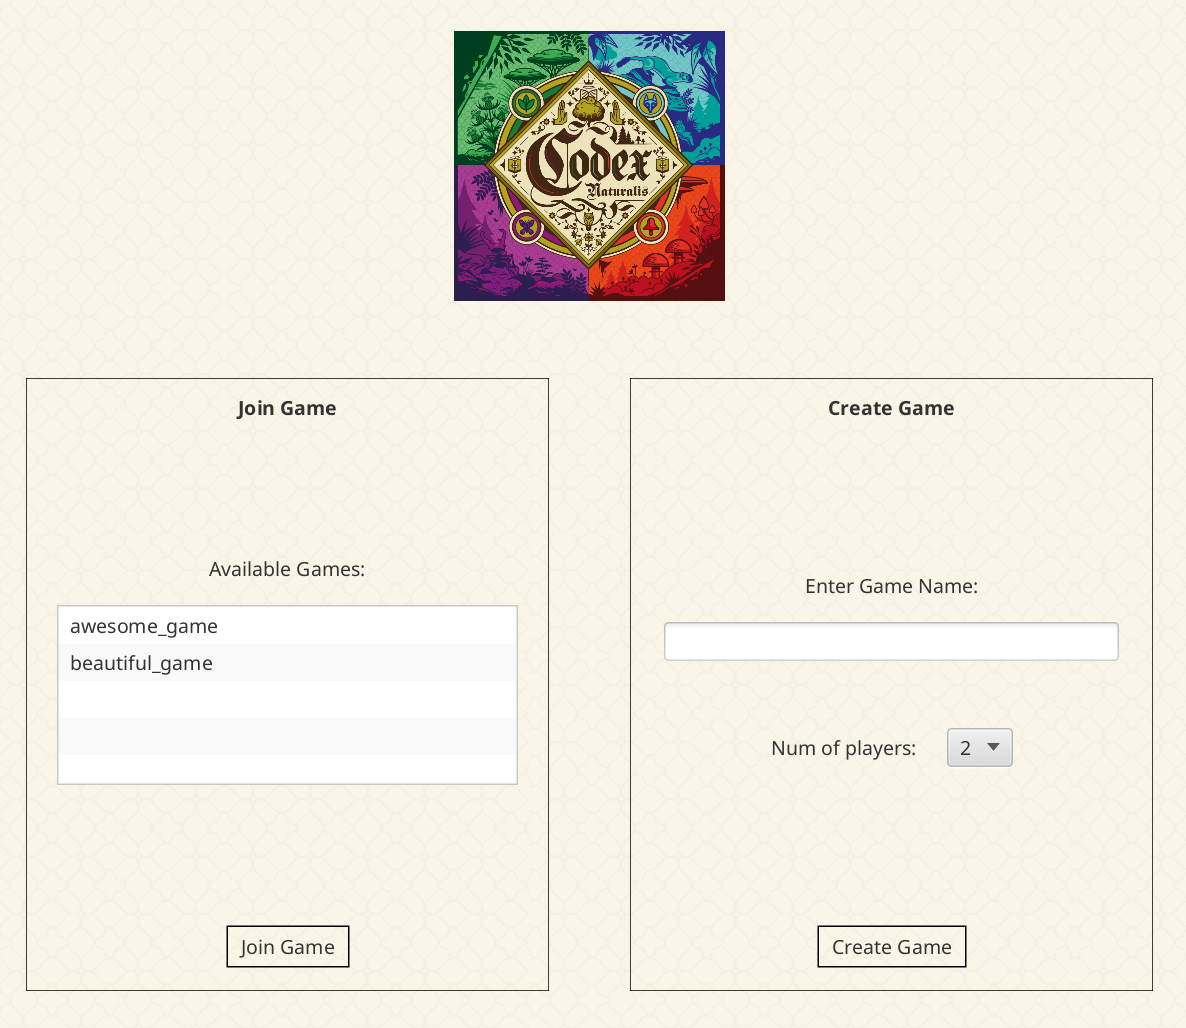 Codex
Naturalis
Join Game
Available Games:
awesome_game
beautiful_game
Join Game
Create Game
Enter Game Name:
Num of players:
2
Create Game